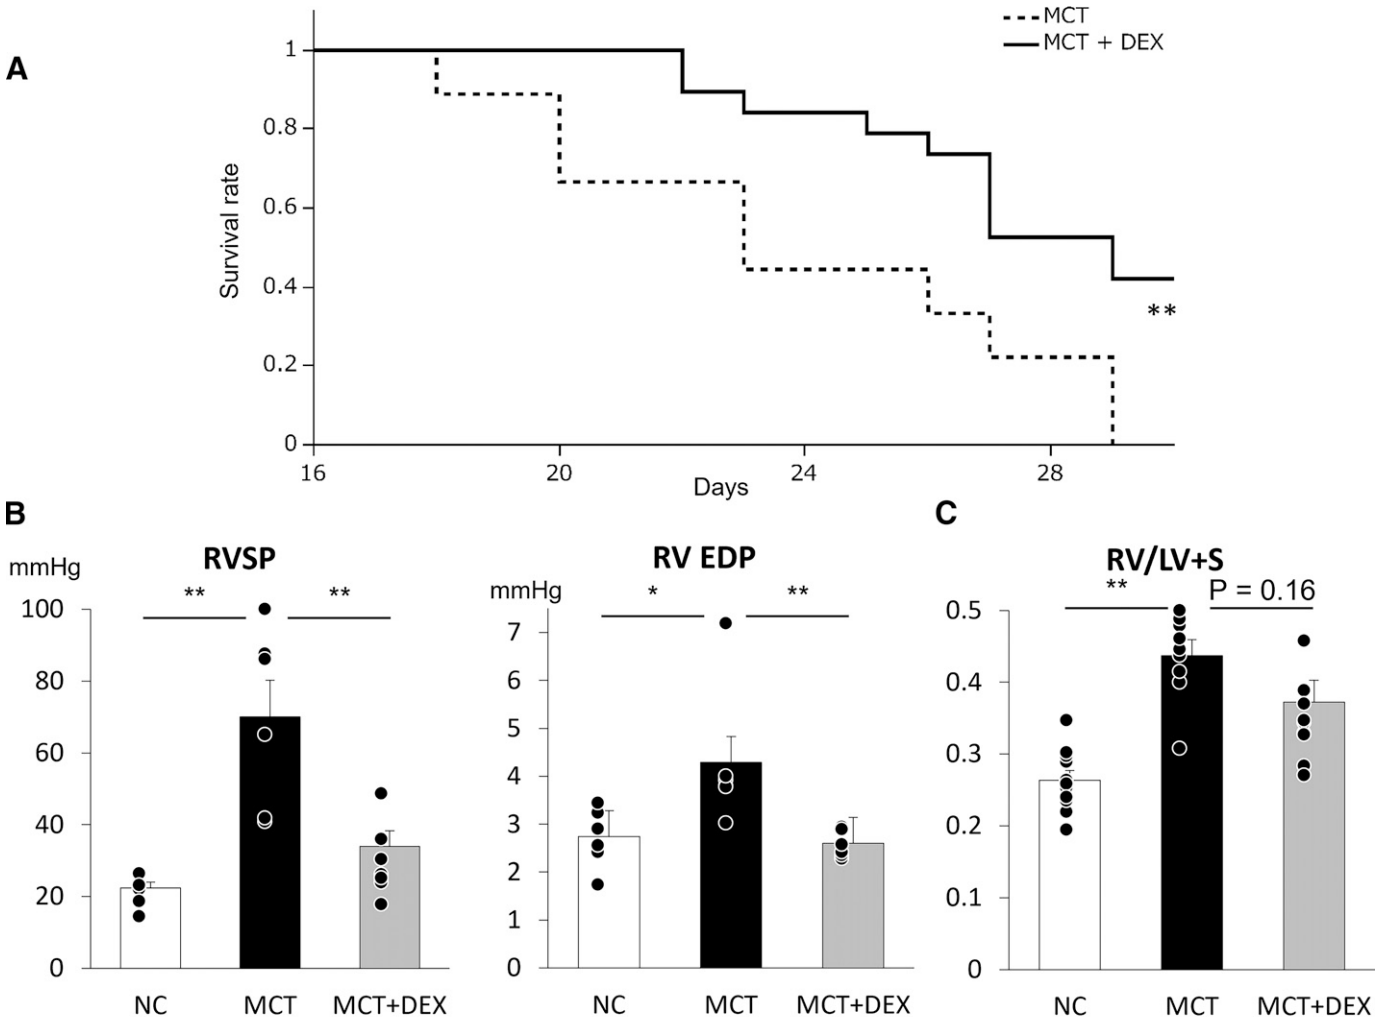 A
MCT
MCT + DEX
Survival rate
1
0.8
0.6
0.4
0.2
0
**
16 20 24 28
Days
B
mmHg
RVSP
** **
100
80
60
40
20
0
NC MCT MCT+DEX
RV EDP
mmHg
* **
7
6
5
4
3
2
1
0
NC MCT MCT+DEX
C
RV/LV+S
** P = 0.16
0.5
0.4
0.3
0.2
0.1
0
NC MCT MCT+DEX